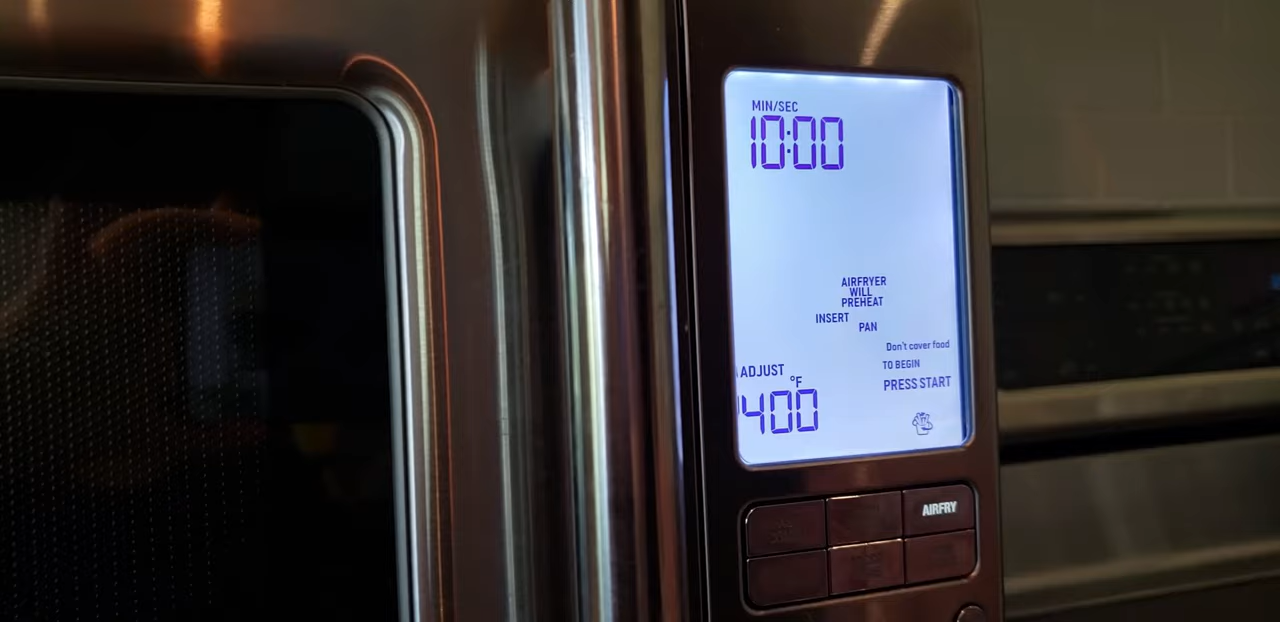 MIN/SEC
10:00
AIRFRYER
WILL
PREHEAT
INSERT
PAN
Don't cover food
TO BEGIN
ADJUST
PRESS START
°F
400
AIRFRY